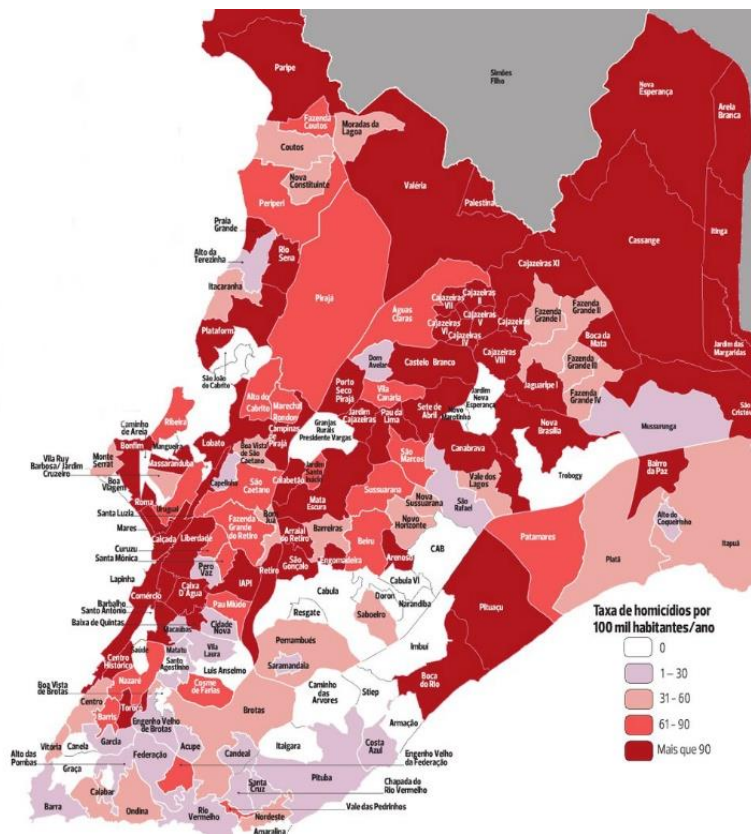 Paripe
Simões
Filho
Nova
Esperança
Areia
Branca
Fazenda
Coutos
Moradas da
Lagoa
Coutos
Nova
Constituinte
Valéria
Palestina
Periperi
Praia
Grande
Rio
Sena
Alto da
Terezinha
Cassange
Itinga
Itacaranha
Pirajá
Cajazeiras XI
Águas
Claras
Cajazeiras
VII
Cajazeiras
II
Cajazeiras
VI
Cajazeiras
V
Cajazeiras
X
Cajazeiras
IV
Fazenda
Grande I
Fazenda
Grande II
Plataforma
Boca
da Mata
Jardim das
Margaridas
São João
do Cabrito
Dom
Avelar
Castelo Branco
Cajazeiras
VIII
Fazenda
Grande III
Porto
Seco
Pirajá
Vila
Canária
Jaguaripe I
Fazenda
Grande IV
Alto do
Cabrito
Marechal
Rondon
Jardim
Cajazeiras
Pau da
Lima
Sete de
Abril
Jardim
Nova
Esperança
Novo
Marotinho
Nova
Brasília
Mussurunga
São
Cristo
Caminho
de Areia
Ribeira
Lobato
Campinas
de
Pirajá
Granjas
Rurais
Presidente Vargas
Bonfim
Mangueira
Massaranduba
Boa Vista
de São
Caetano
São
Marcos
Canabrava
Trobogy
Vila Ruy
Barbosa/Jardim
Cruzeiro
Monte
Serrat
Boa
Viagem
Roma
Uruguai
Capelinha
São
Caetano
Calabetão
Jardim
Santo
Inácio
Mata
Escura
Sussuarana
Nova
Sussuarana
Vale dos
Lagos
São
Rafael
Bairro
da Paz
Santa Luzia
Mares
Calçada
Liberdade
Fazenda
Grande
do Retiro
Bom
Juá
Arraial
do Retiro
Barreiras
Novo
Horizonte
Patamares
Alto do
Coqueirinho
Curuzu
Santa Mônica
Pero
Vaz
IAPI
Retiro
São
Gonçalo
Engomadeira
Beiru
Arenoso
CAB
Piatã
Itapuã
Lapinha
Comércio
Caixa
D'Água
Cabula
Cabula VI
Pituaçu
Barbalho
Santo Antônio
Baixa de Quintas
Pau Miúdo
Doron
Narandiba
Resgate
Saboeiro
Macaúbas
Cidade
Nova
Centro
Histórico
Saúde
Matatu
Santo
Agostinho
Vila
Laura
Luis Anselmo
Pernambués
Saramandaia
Imbuí
Boa Vista
de Brotas
Nazaré
Cosme
de Farias
Caminho
das
Árvores
Stiep
Boca
do Rio
Centro
Barris
Tororó
Brotas
Armação
Vitória
Canela
Garcia
Engenho Velho
de Brotas
Acupe
Candeal
Itaigara
Costa
Azul
Engenho Velho
da Federação
Alto das
Pombas
Graça
Federação
Pituba
Chapada do
Rio Vermelho
Barra
Calabar
Ondina
Rio
Vermelho
Santa
Cruz
Vale das Pedrinhos
Nordeste
Amaralina
Taxa de homicídios por
100 mil habitantes/ano
0
1 – 30
31 – 60
61 – 90
Mais que 90